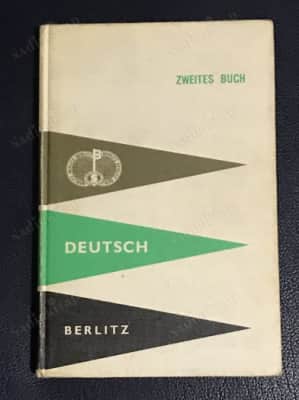 ZWEITES BUCH
B
S
DEUTSCH
BERLITZ